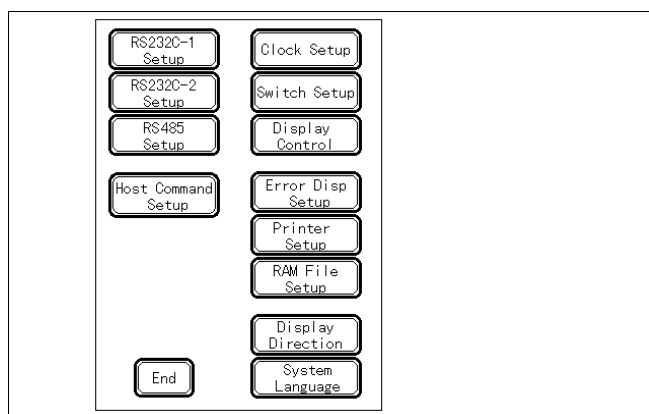 RS232C-1
Setup
RS232C-2
Setup
RS485
Setup
Host Command
Setup
End
Clock Setup
Switch Setup
Display
Control
Error Disp
Setup
Printer
Setup
RAM File
Setup
Display
Direction
System
Language